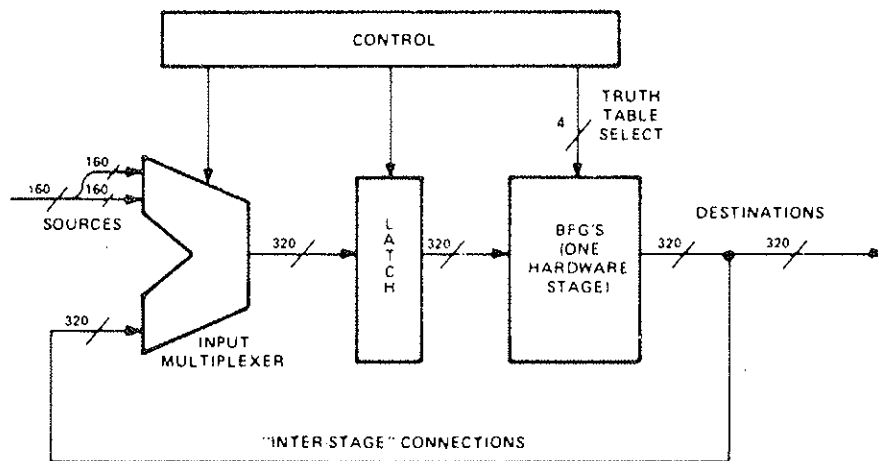 CONTROL
4
TRUTH
TABLE
SELECT
160
160
160
SOURCES
320
INPUT
MULTIPLEXER
320
LATCH
320
BFG'S
(ONE
HARDWARE
STAGE)
320
DESTINATIONS
320
"INTER-STAGE" CONNECTIONS